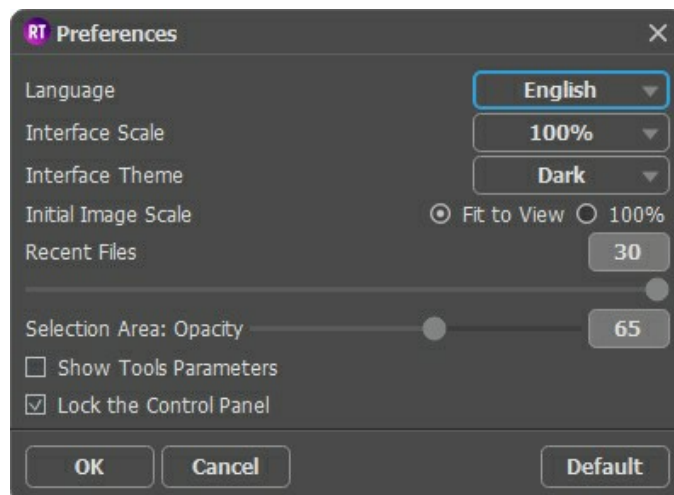 RT Preferences
Language English
Interface Scale 100%
Interface Theme Dark
Initial Image Scale Fit to View 100%
Recent Files 30
Selection Area: Opacity 65
Show Tools Parameters
Lock the Control Panel
OK Cancel Default